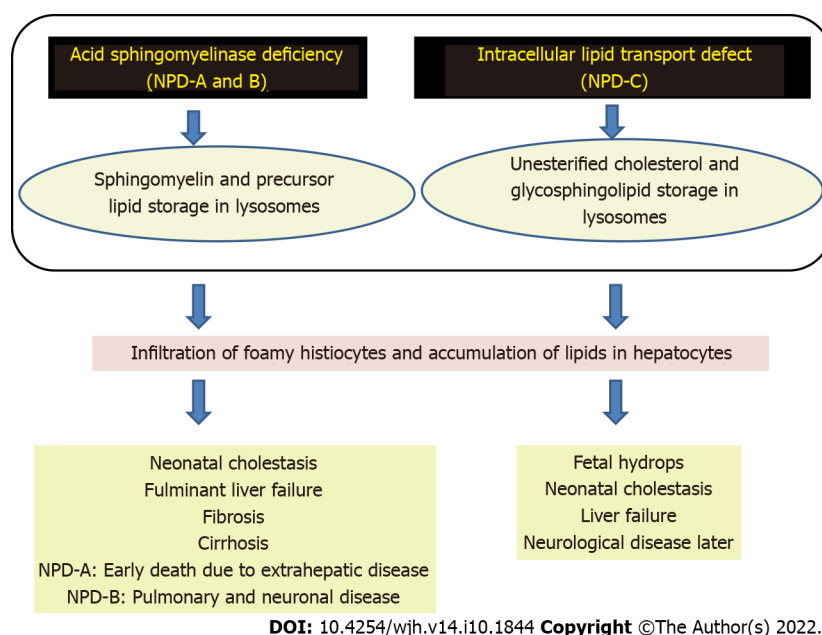 Acid sphingomyelinase deficiency
(NPD-A and B)
Intracellular lipid transport defect
(NPD-C)
Sphingomyelin and precursor
lipid storage in lysosomes
Unesterified cholesterol and
glycosphingolipid storage in
lysosomes
Infiltration of foamy histiocytes and accumulation of lipids in hepatocytes
Neonatal cholestasis
Fulminant liver failure
Fibrosis
Cirrhosis
NPD-A: Early death due to extrahepatic disease
NPD-B: Pulmonary and neuronal disease
Fetal hydrops
Neonatal cholestasis
Liver failure
Neurological disease later
DOI: 10.4254/wjh.v14.i10.1844 Copyright ©The Author(s) 2022.